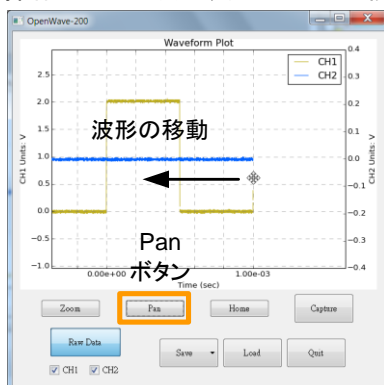 OpenWave-200
Waveform Plot
CH1
CH2
2.5
2.0
1.5
1.0
0.5
0.0
−0.5
−1.0
CH1 Units: V
0.4
0.3
0.2
0.1
0.0
−0.1
−0.2
−0.3
−0.4
CH2 Units: V
波形の移動
Pan
ボタン
0.00e+00
1.00e-03
Time (sec)
Zoom
Pan
Home
Capture
Raw Data
Save
Load
Quit
CH1
CH2